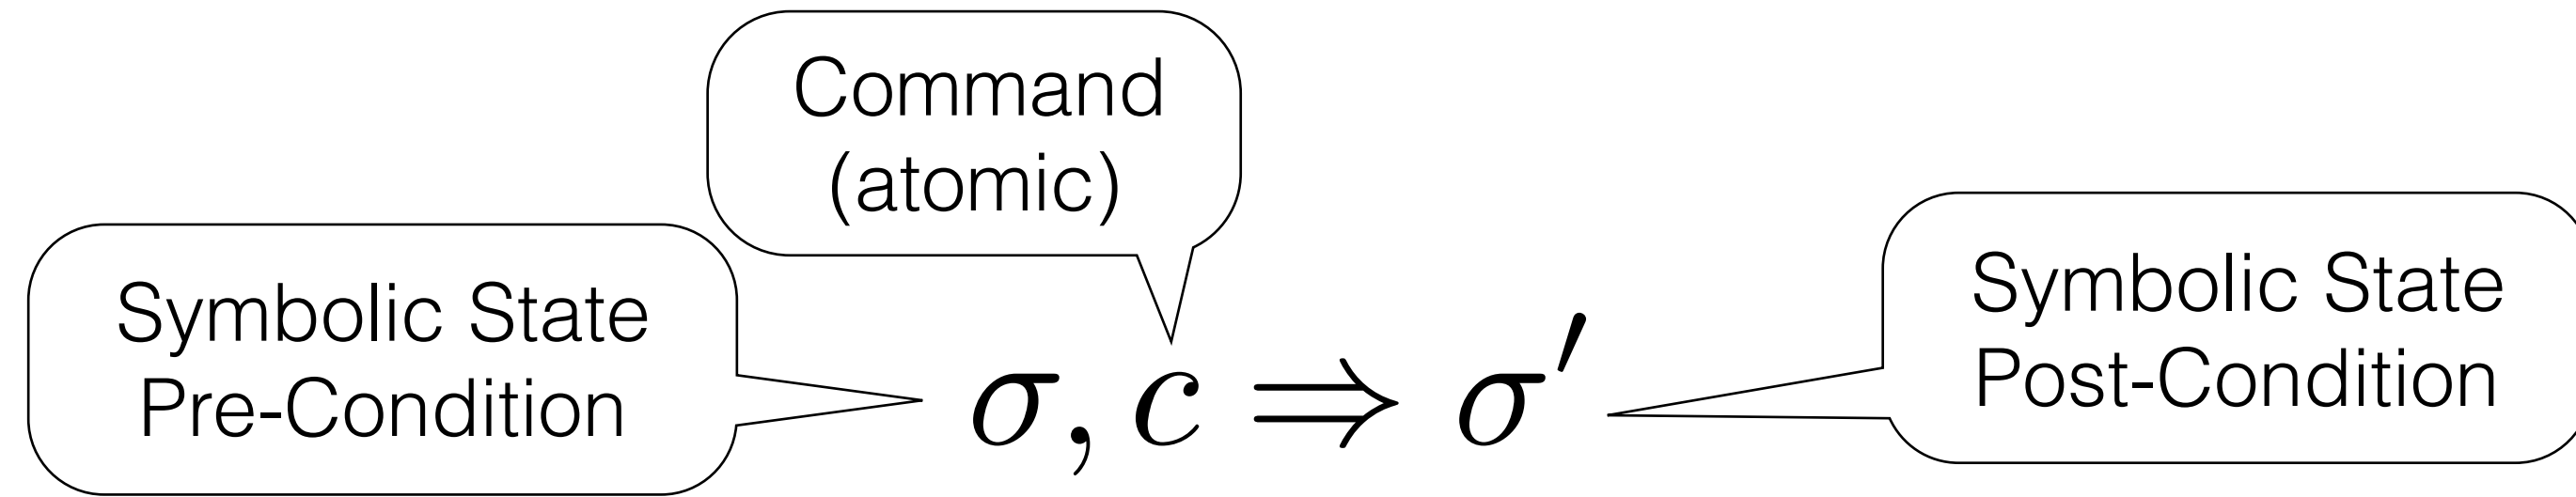 Command
(atomic)
Symbolic State
Pre-Condition
σ, c ⇒ σ′
Symbolic State
Post-Condition